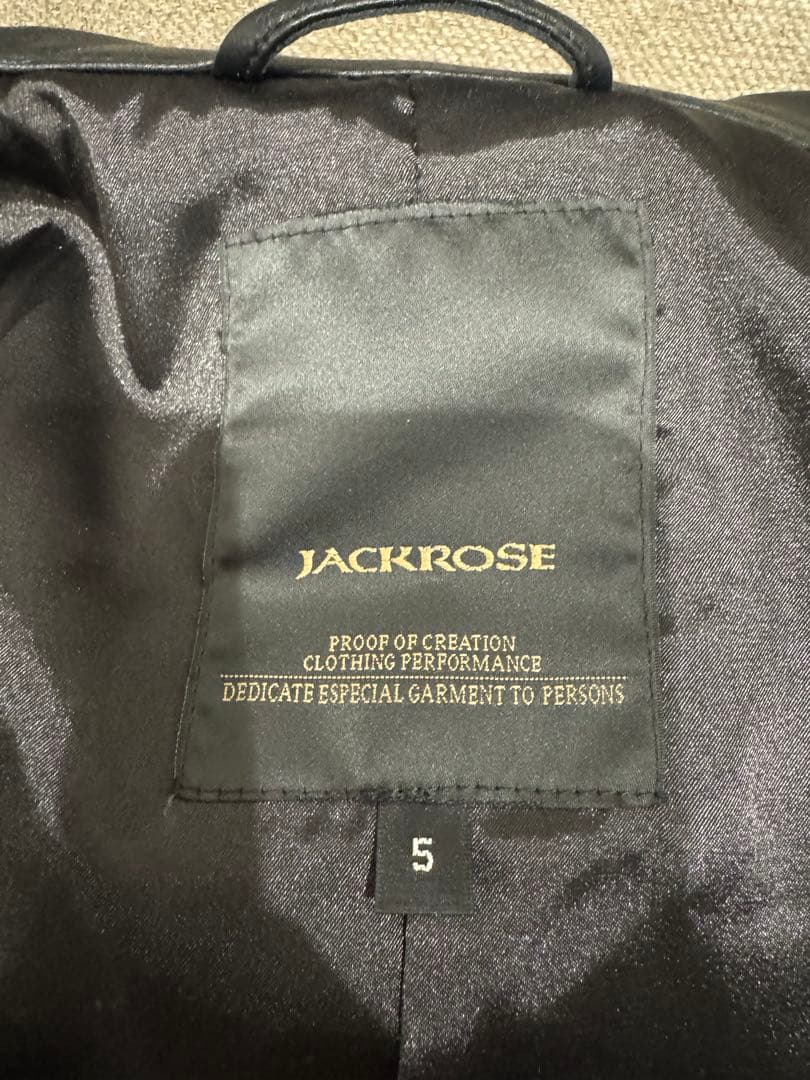 JACKROSE
PROOF OF CREATION
CLOTHING PERFORMANCE
DEDICATE ESPECIAL GARMENT TO PERSONS
5